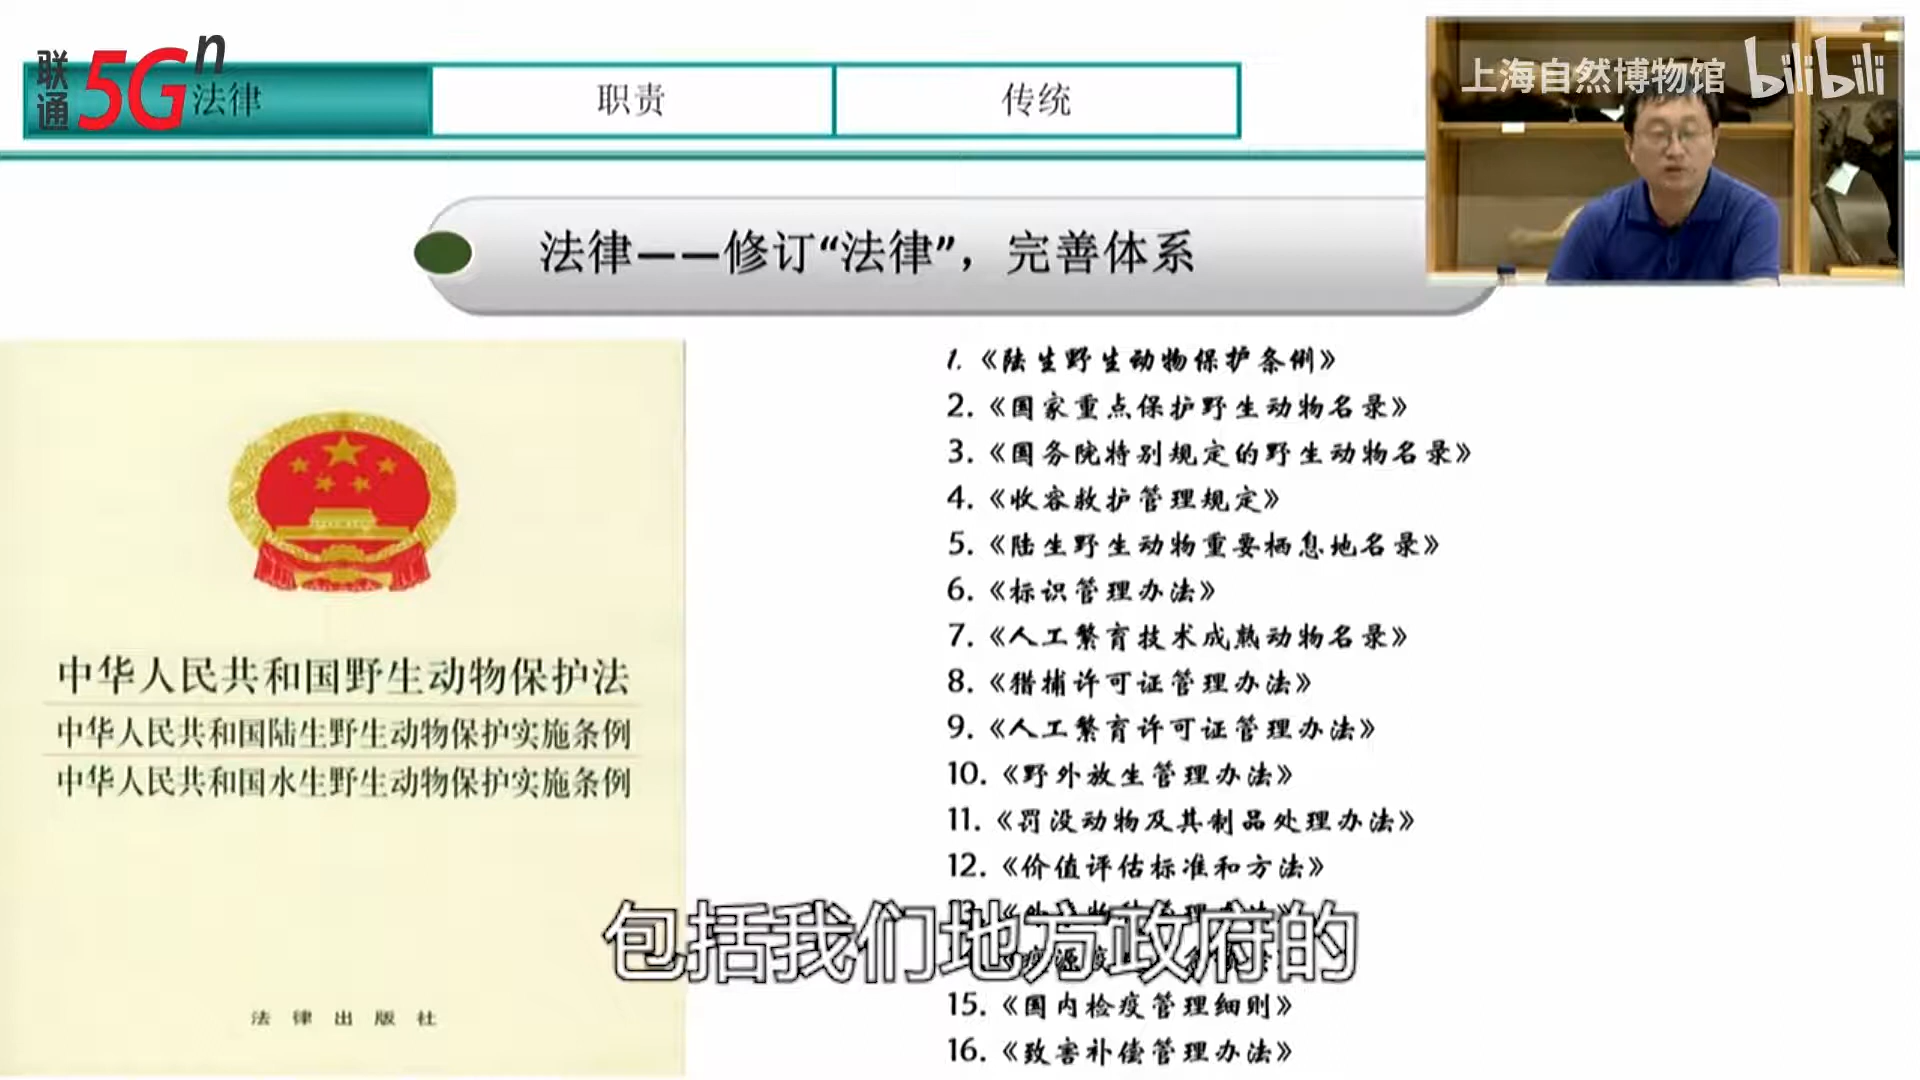 联通 5Gn 法律
职责
传统
上海自然博物馆 bilibili
法律——修订“法律”，完善体系
中华人民共和国野生动物保护法
中华人民共和国陆生野生动物保护实施条例
中华人民共和国水生野生动物保护实施条例
法律出版社
1.《陆生野生动物保护条例》
2.《国家重点保护野生动物名录》
3.《国务院特别规定的野生动物名录》
4.《收容救护管理规定》
5.《陆生野生动物重要栖息地名录》
6.《标识管理办法》
7.《人工繁育技术成熟动物名录》
8.《猎捕许可证管理办法》
9.《人工繁育许可证管理办法》
10.《野外放生管理办法》
11.《罚没动物及其制品处理办法》
12.《价值评估标准和方法》
包括我们地方政府的
15.《国内检疫管理细则》
16.《致害补偿管理办法》